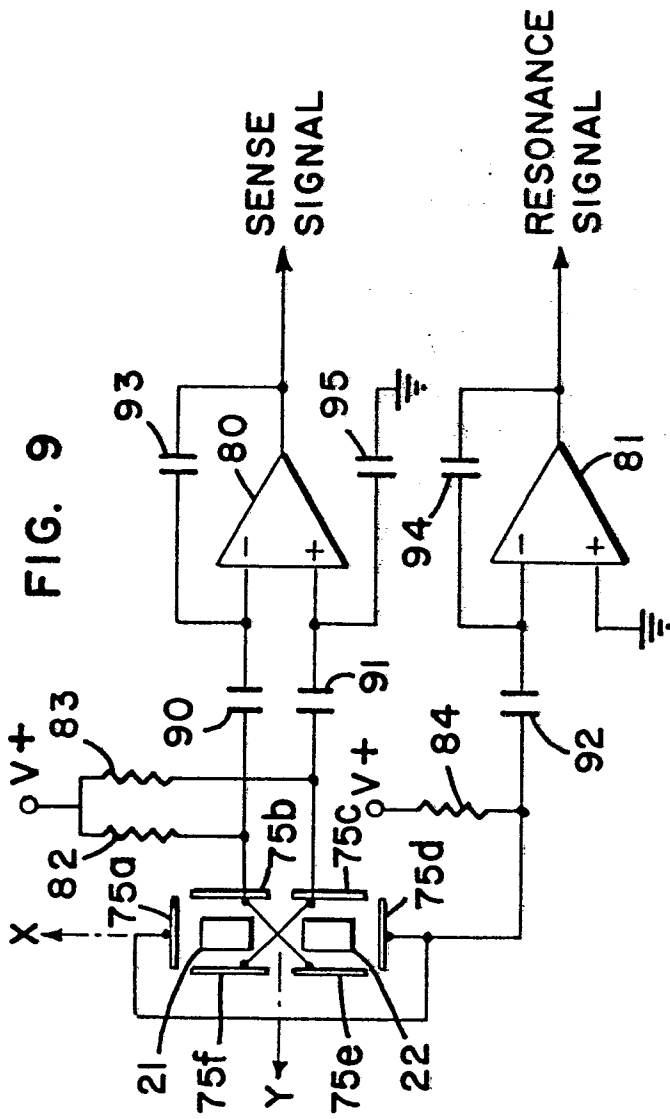 FIG. 9
SENSE
SIGNAL
RESONANCE
SIGNAL
93
80
95
-
+
90
91
83
V+
82
75a
X
75b
75c
75d
21
75f
Y
75e
22
V+
84
92
94
-
+
81